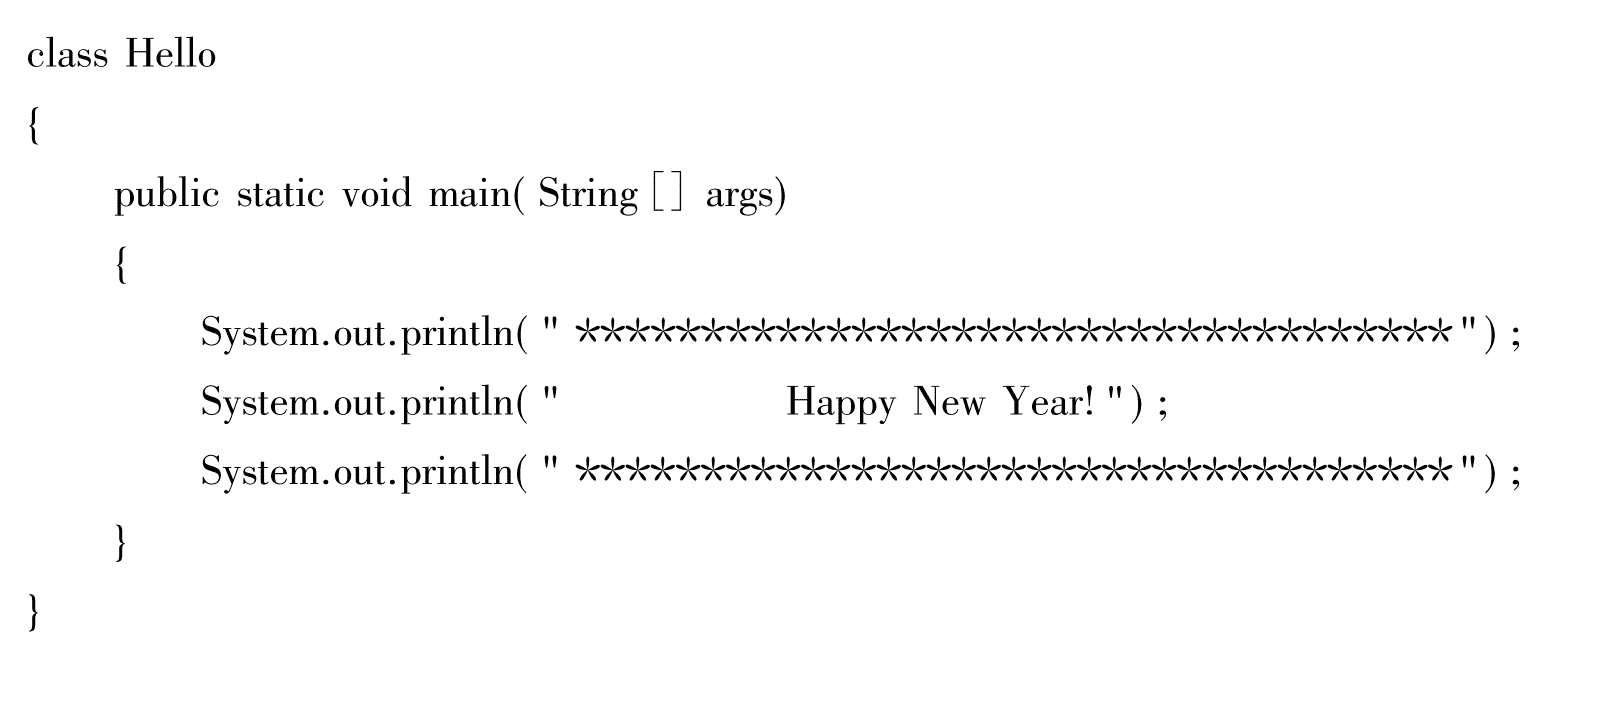 class Hello
{
public static void main( String [ ] args)
{
System.out.println( " ***********************************") ;
System.out.println( "             Happy New Year! ") ;
System.out.println( " ***********************************") ;
}
}